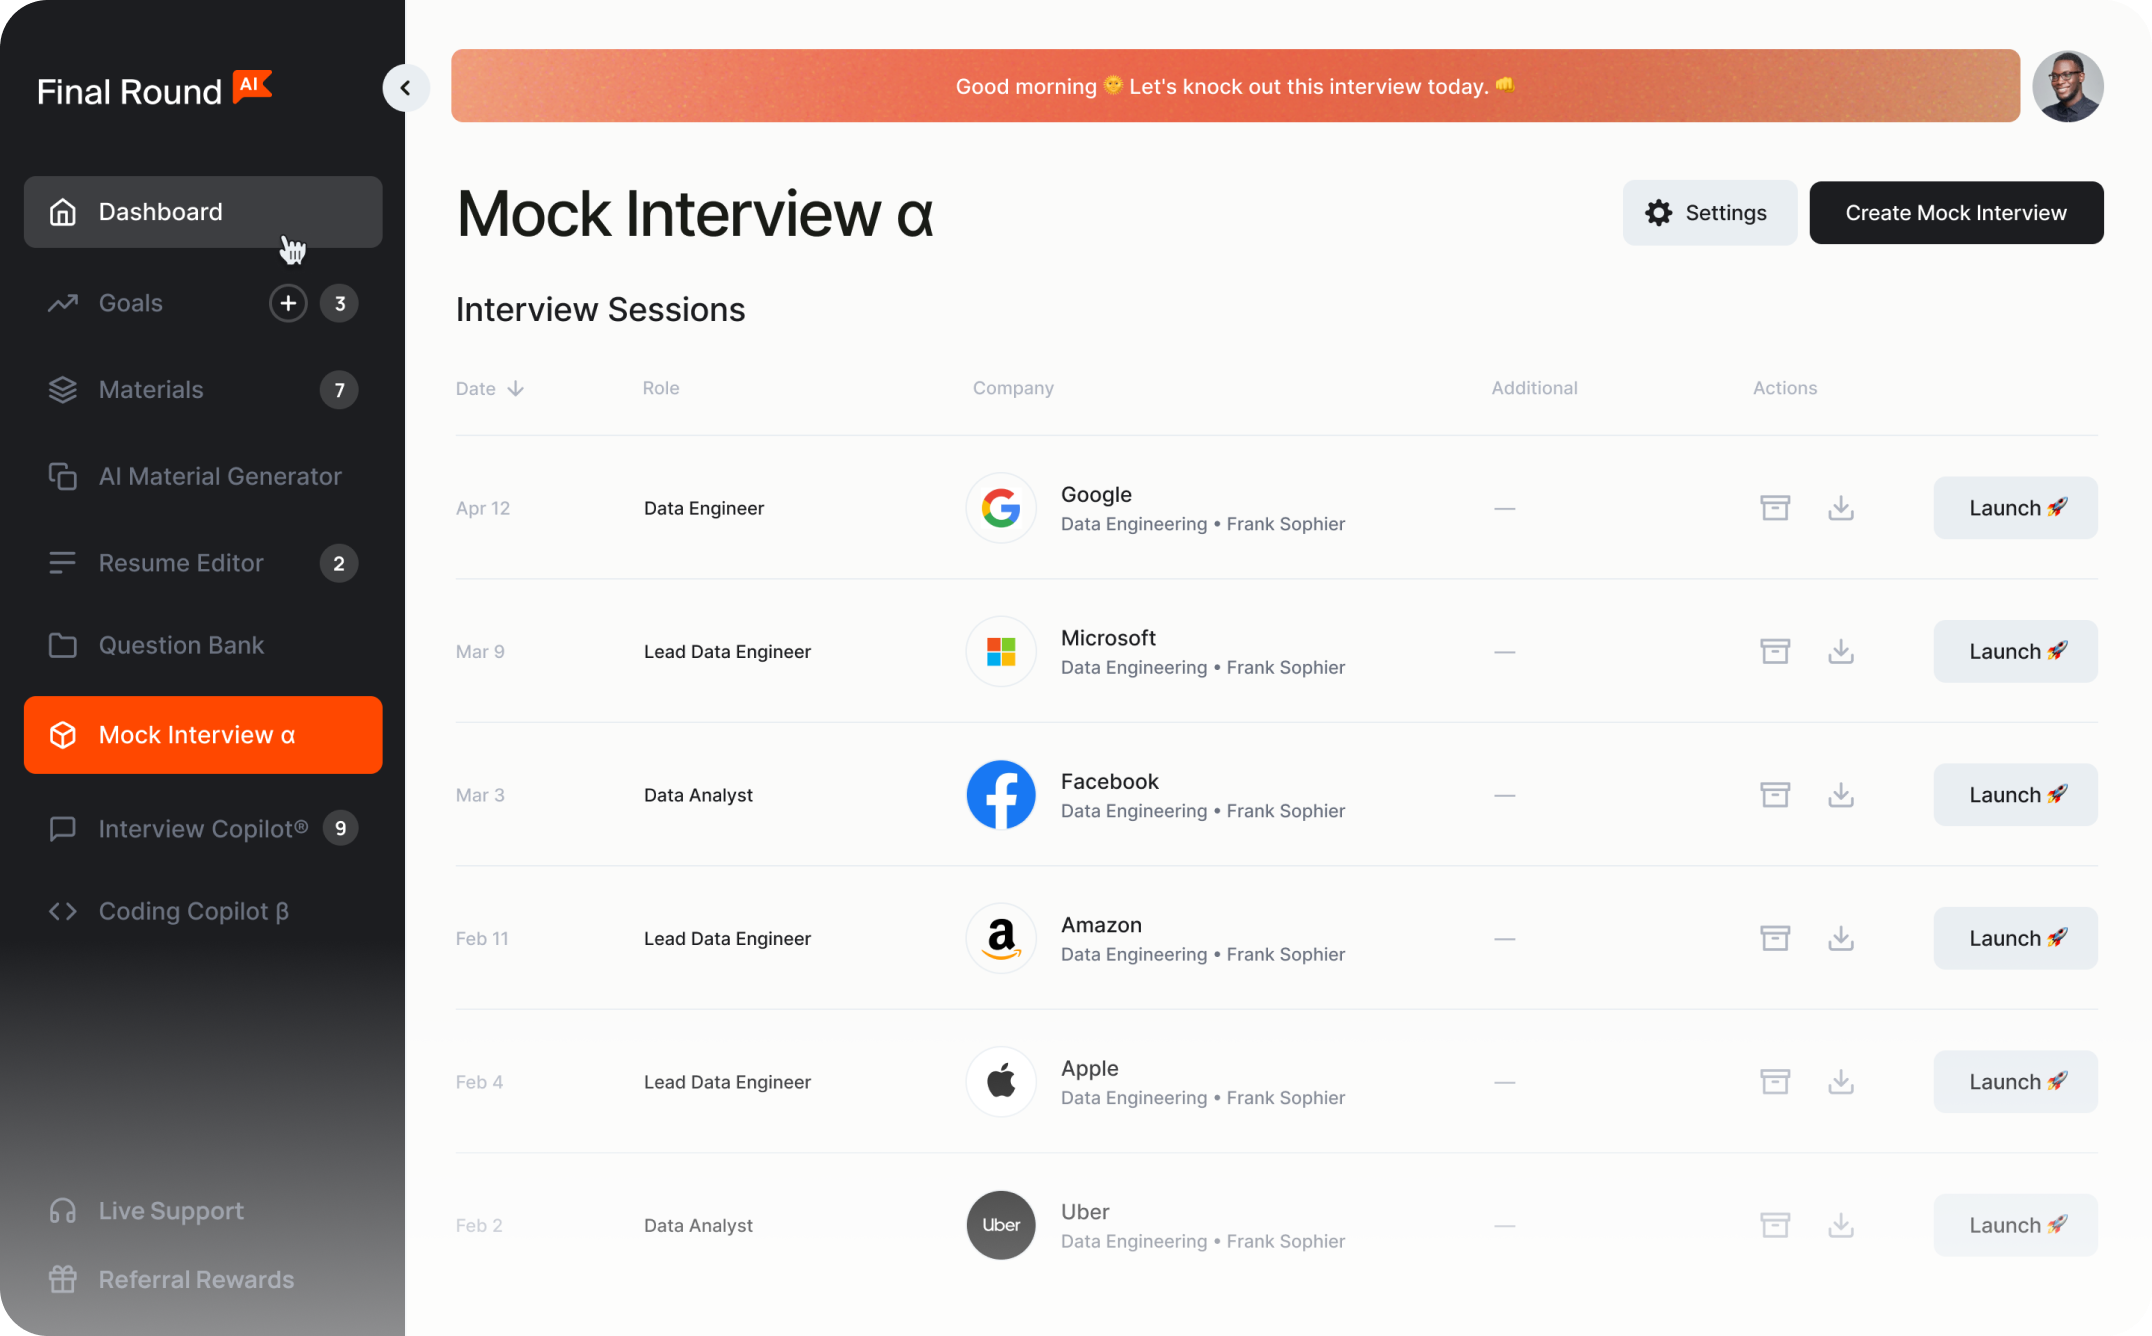 Final Round AI
Dashboard
Goals 3
Materials 7
AI Material Generator
Resume Editor 2
Question Bank
Mock Interview α
Interview Copilot® 9
Coding Copilot β
Live Support
Referral Rewards
Good morning 🌞 Let's knock out this interview today. 👊
Mock Interview α
Settings
Create Mock Interview
Interview Sessions
Date Role Company Additional Actions
Apr 12 Data Engineer Google — Launch 🚀
Data Engineering • Frank Sophier
Mar 9 Lead Data Engineer Microsoft — Launch 🚀
Data Engineering • Frank Sophier
Mar 3 Data Analyst Facebook — Launch 🚀
Data Engineering • Frank Sophier
Feb 11 Lead Data Engineer Amazon — Launch 🚀
Data Engineering • Frank Sophier
Feb 4 Lead Data Engineer Apple — Launch 🚀
Data Engineering • Frank Sophier
Feb 2 Data Analyst Uber Uber — Launch 🚀
Data Engineering • Frank Sophier